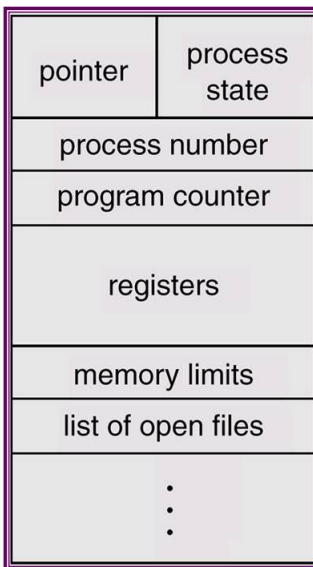 pointer
process
state
process number
program counter
registers
memory limits
list of open files
.
.
.